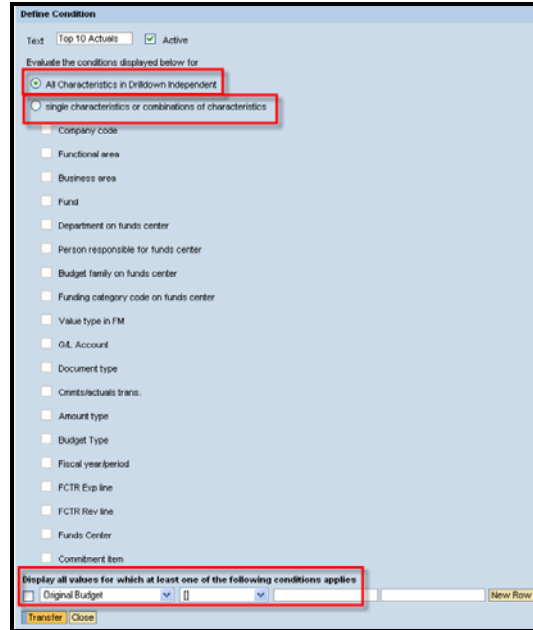 Define Condition
Text Top 10 Actuals Active
Evaluate the conditions displayed below for
All Characteristics in Drilldown Independent
single characteristics or combinations of characteristics
Company code
Functional area
Business area
Fund
Department on funds center
Person responsible for funds center
Budget family on funds center
Funding category code on funds center
Value type in FM
G/L Account
Document type
Cmmts/actuals trans.
Amount type
Budget Type
Fiscal year/period
FCTR Exp line
FCTR Rev line
Funds Center
Commitment item
Display all values for which at least one of the following conditions applies
Original Budget [] New Row
Transfer Close